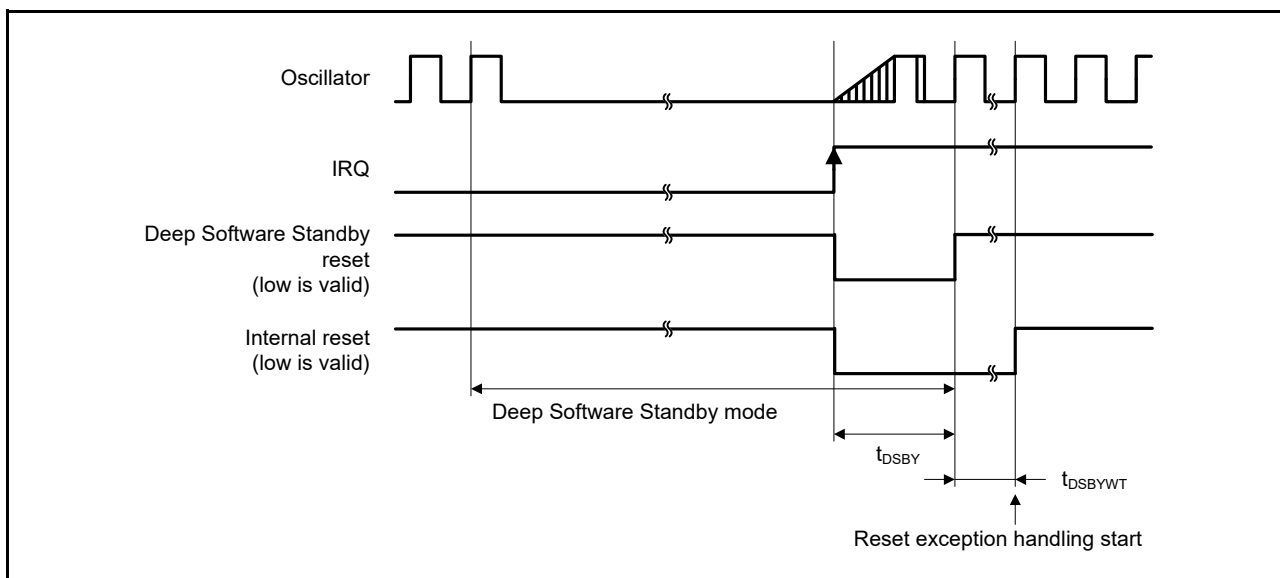 Oscillator
IRQ
Deep Software Standby
reset
(low is valid)
Internal reset
(low is valid)
Deep Software Standby mode
tDSBY
tDSBYWT
Reset exception handling start